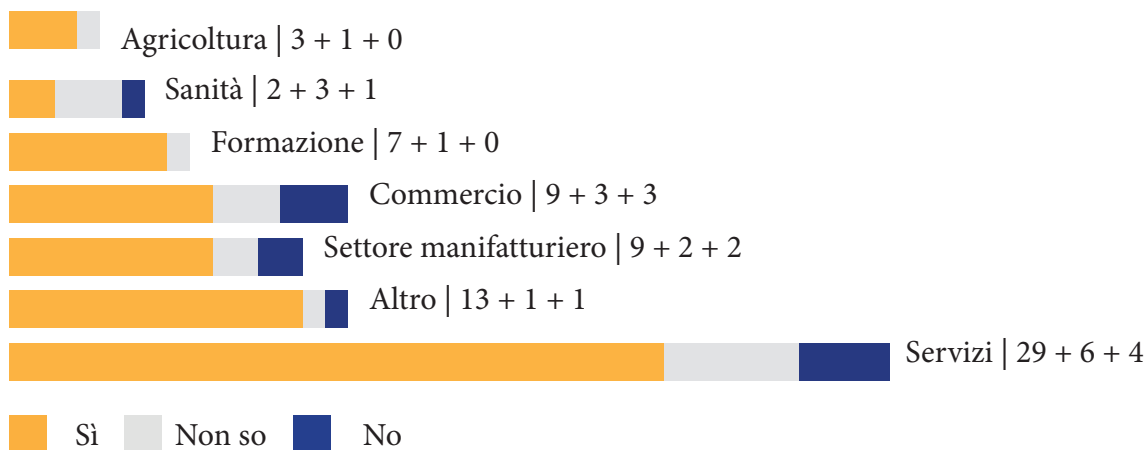 Agricoltura | 3 + 1 + 0
Sanità | 2 + 3 + 1
Formazione | 7 + 1 + 0
Commercio | 9 + 3 + 3
Settore manifatturiero | 9 + 2 + 2
Altro | 13 + 1 + 1
Servizi | 29 + 6 + 4
Sì Non so No